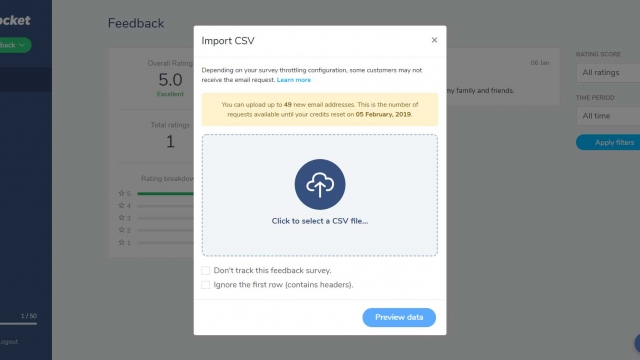 ocket
Feedback
back
Import CSV
×
Depending on your survey throttling configuration, some customers may not
receive the email request. Learn more
You can upload up to 49 new email addresses. This is the number of
requests available until your credits reset on 05 February, 2019.
Click to select a CSV file...
Don't track this feedback survey.
Ignore the first row (contains headers).
Preview data
Overall Rating
5.0
Excellent
Total ratings
1
Rating breakdow
5
4
3
2
1
06 Jan
my family and friends.
RATING SCORE
All ratings
TIME PERIOD
All time
Apply filters
1 / 50
Logout